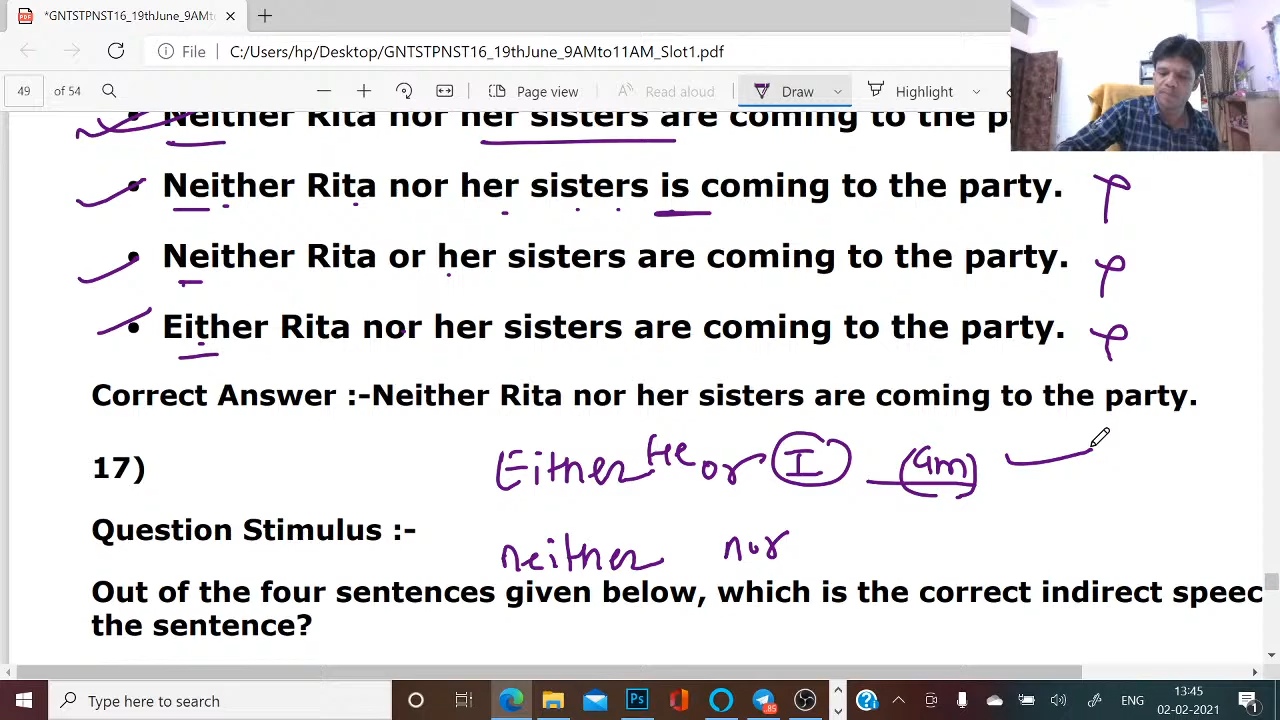 *GNTSTPNST16_19thJune_9AMto
File C:/Users/hp/Desktop/GNTSTPNST16_19thJune_9AMto11AM_Slot1.pdf
49 of 54 Page view Read aloud Draw Highlight
• Neither Rita nor her sisters are coming to the
• Neither Rita nor her sisters is coming to the party.
• Neither Rita or her sisters are coming to the party.
• Either Rita nor her sisters are coming to the party.
Correct Answer :-Neither Rita nor her sisters are coming to the party.
17)
Either He or I (am)
Question Stimulus :-
neither nor
Out of the four sentences given below, which is the correct indirect speec
the sentence?
Type here to search
ENG
13:45
02-02-2021